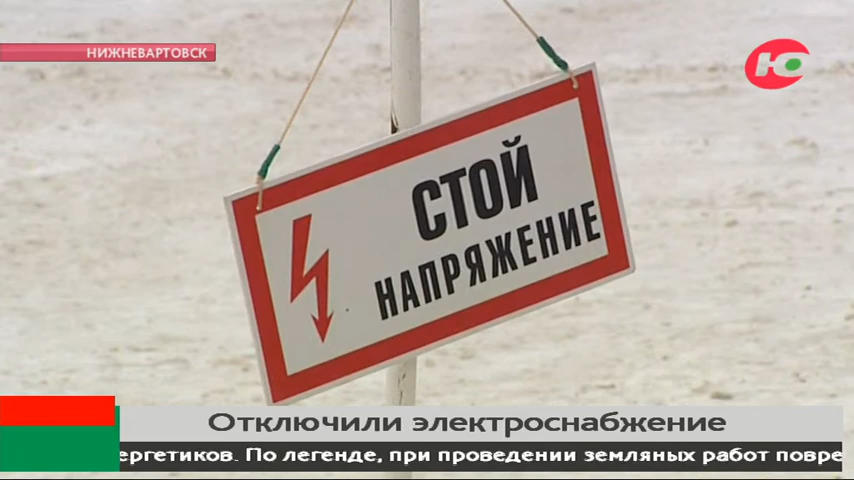 НИЖНЕВАРТОВСК
Ю
СТОЙ
НАПРЯЖЕНИЕ
Отключили электроснабжение
ергетиков. По легенде, при проведении земляных работ повре